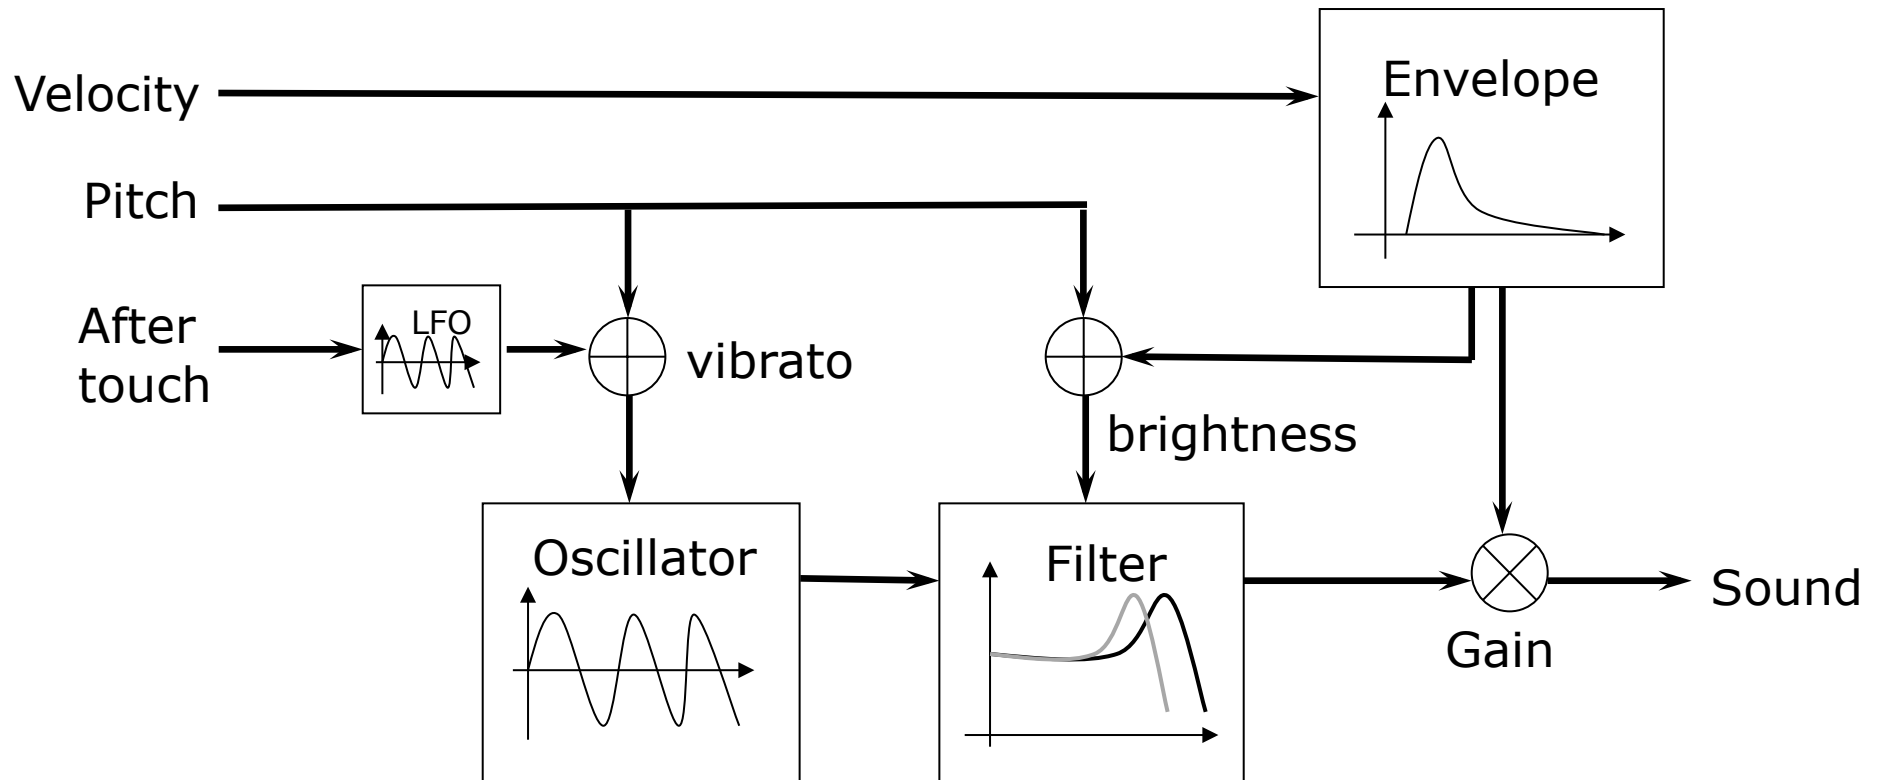 Velocity
Envelope
Pitch
After
touch
LFO
vibrato
brightness
Oscillator
Filter
Sound
Gain